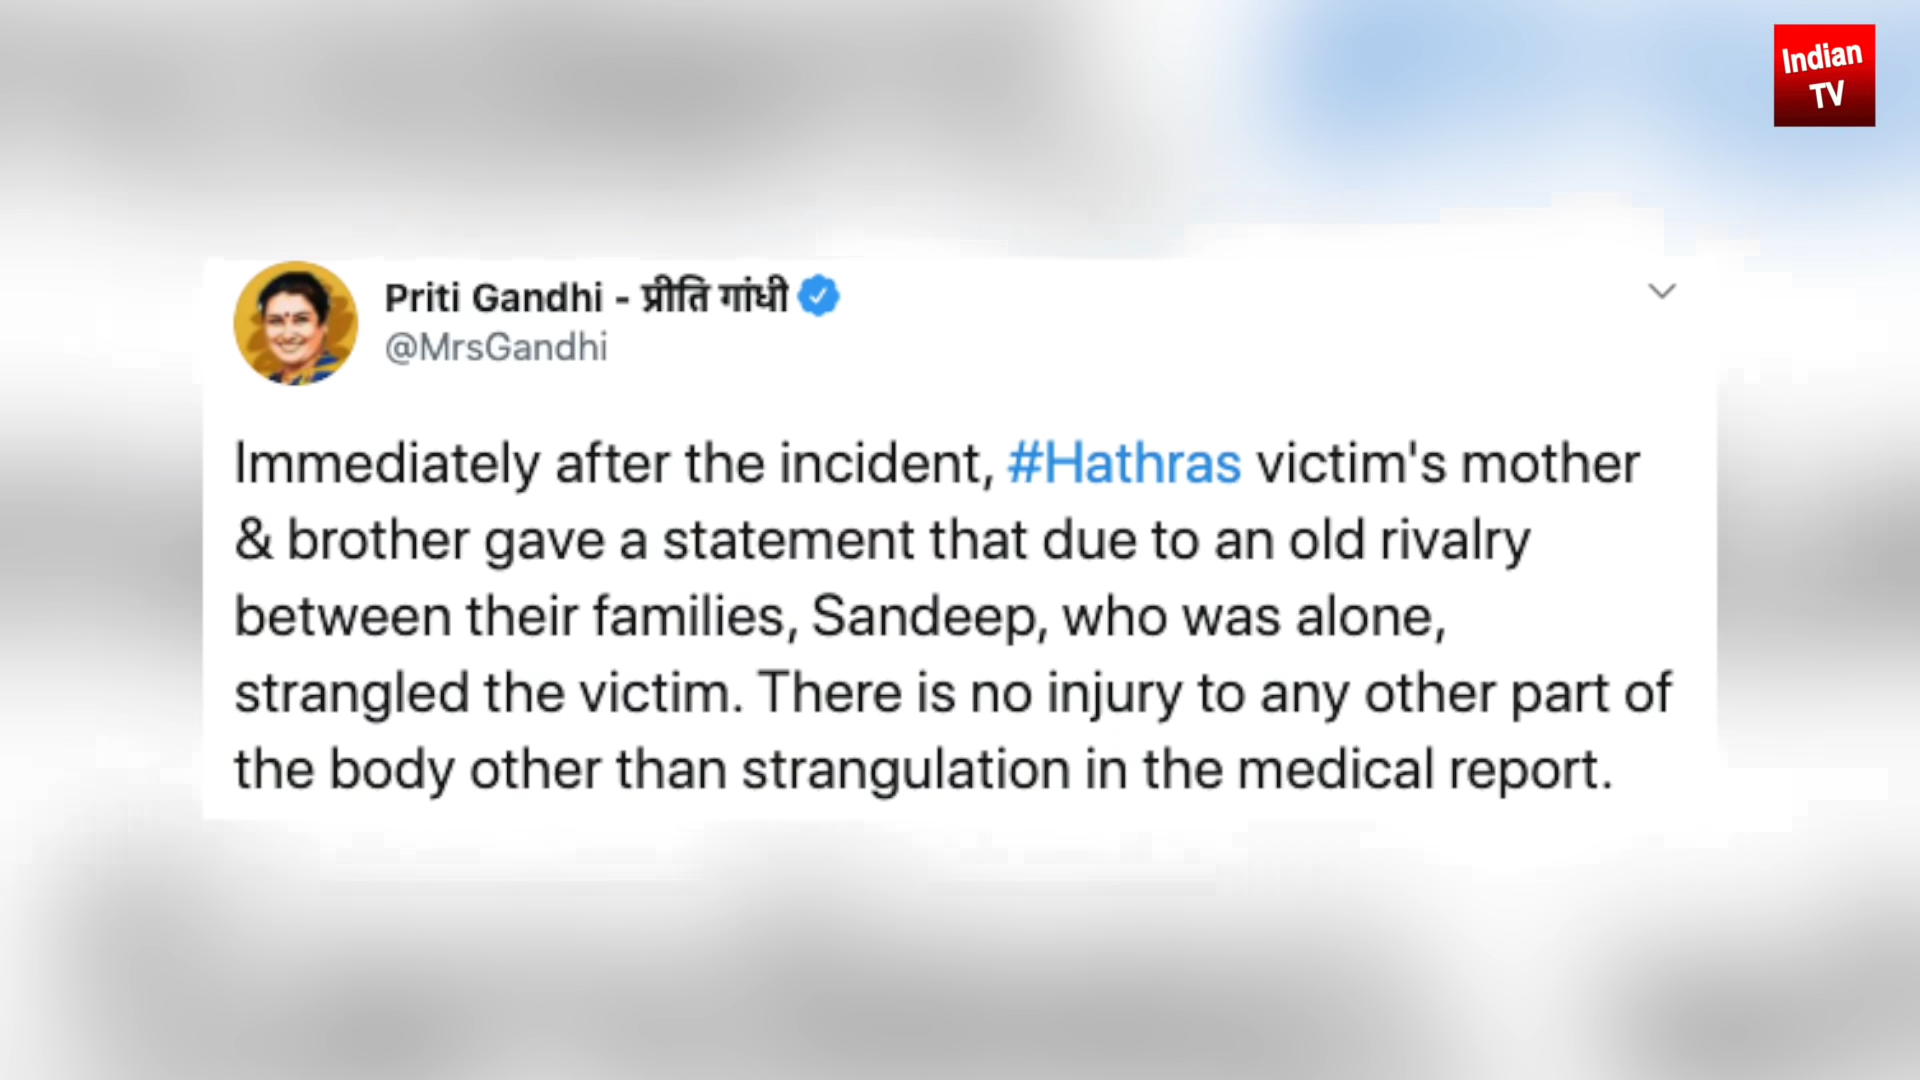 Indian
TV
Priti Gandhi - प्रीति गांधी
@MrsGandhi
Immediately after the incident, #Hathras victim's mother
& brother gave a statement that due to an old rivalry
between their families, Sandeep, who was alone,
strangled the victim. There is no injury to any other part of
the body other than strangulation in the medical report.